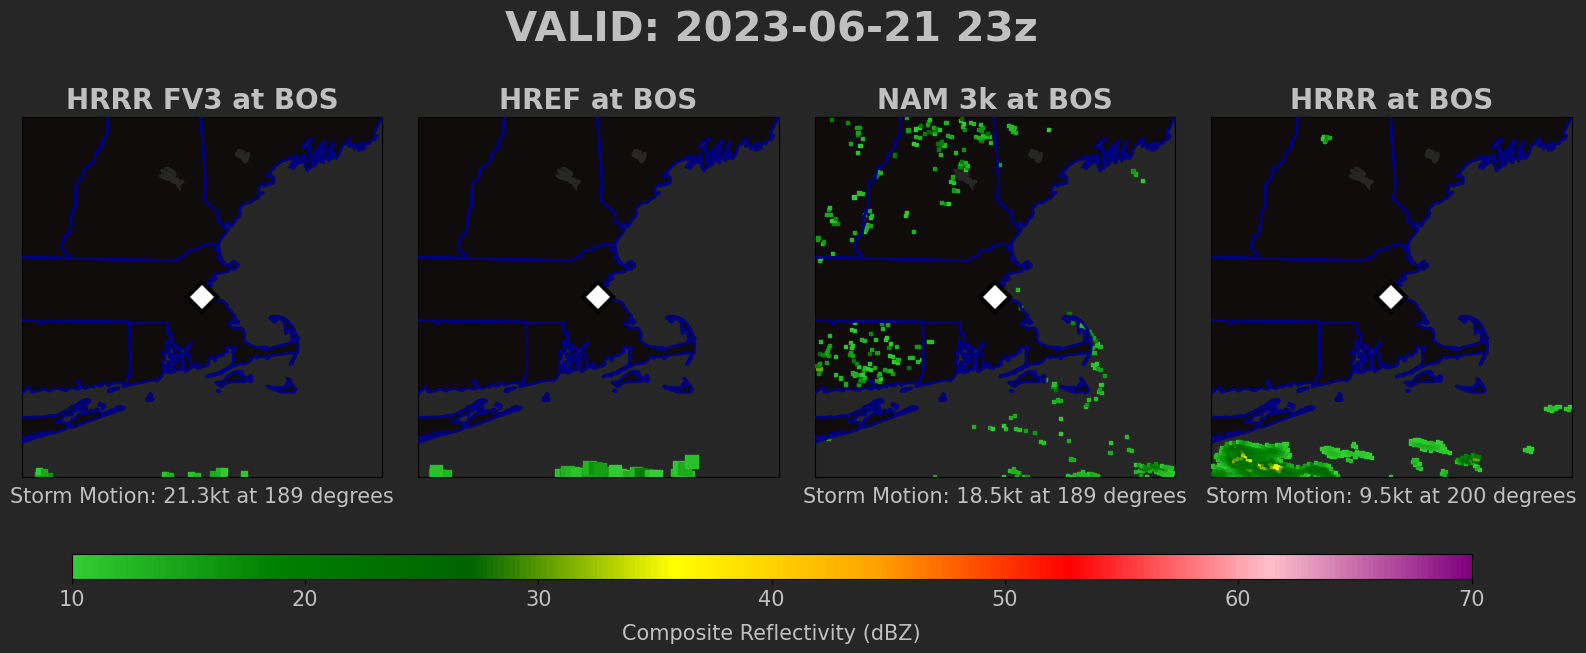 VALID: 2023-06-21 23z
HRRR FV3 at BOS
HREF at BOS
NAM 3k at BOS
HRRR at BOS
Storm Motion: 21.3kt at 189 degrees
Storm Motion: 18.5kt at 189 degrees
Storm Motion: 9.5kt at 200 degrees
10 20 30 40 50 60 70
Composite Reflectivity (dBZ)